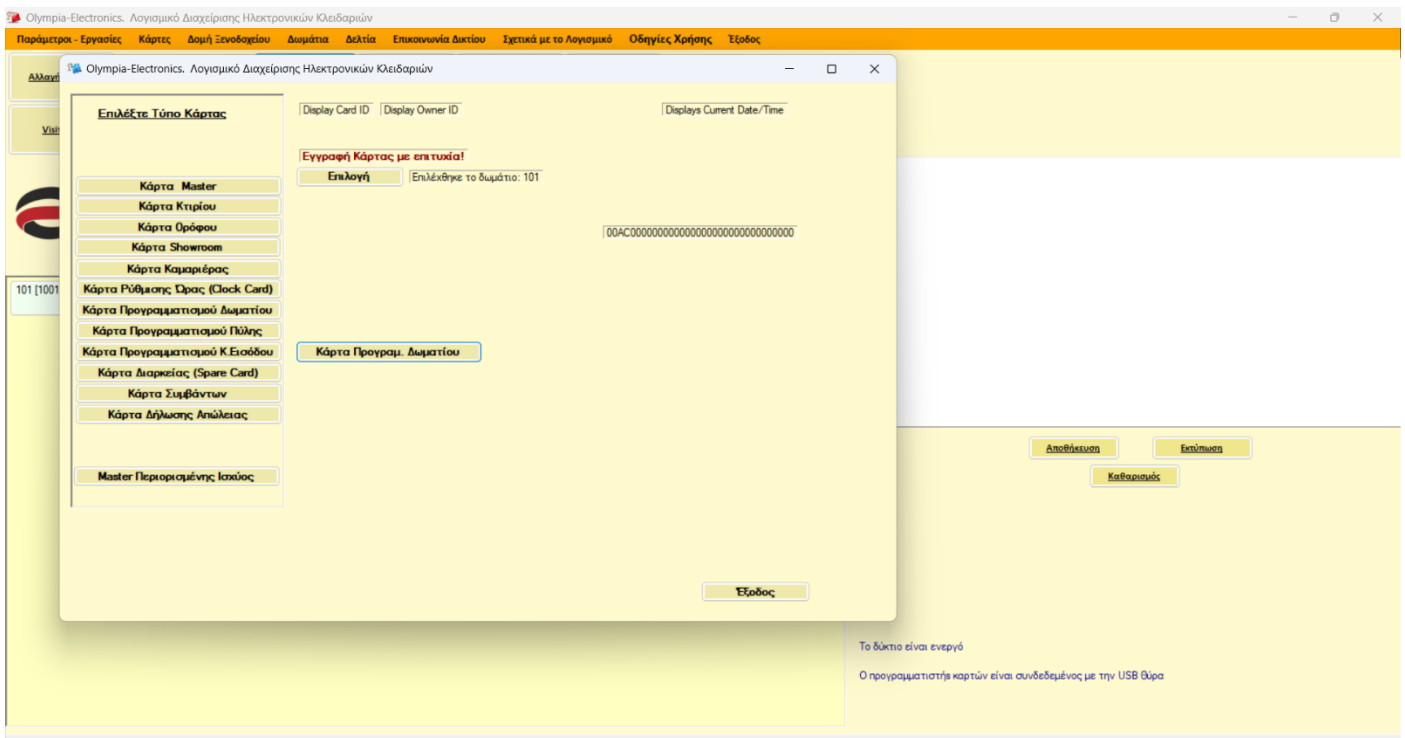 Olympia-Electronics. Λογισμικό Διαχείρισης Ηλεκτρονικών Κλειδαριών
Παράμετροι - Εργασίες Κάρτες Δομή Ξενοδοχείου Δωμάτια Δελτία Επικοινωνία Δικτύου Σχετικά με το Λογισμικό Οδηγίες Χρήσης Έξοδος
Olympia-Electronics. Λογισμικό Διαχείρισης Ηλεκτρονικών Κλειδαριών
Επιλέξτε Τύπο Κάρτας
Display Card ID Display Owner ID Displays Current Date/Time
Εγγραφή Κάρτας με επιτυχία!
Επιλογή Επιλέχθηκε το δωμάτιο: 101
Κάρτα Master
Κάρτα Κτιρίου
Κάρτα Ορόφου
Κάρτα Showroom
Κάρτα Καμαριέρας
Κάρτα Ρύθμισης Ώρας (Clock Card)
101 [1001
Κάρτα Προγραμματισμού Δωματίου
Κάρτα Προγραμματισμού Πύλης
Κάρτα Προγραμματισμού Κ.Εισόδου
Κάρτα Προγραμ. Δωματίου
Κάρτα Διαρκείας (Spare Card)
Κάρτα Συμβάντων
Κάρτα Δήλωσης Απώλειας
Master Περιορισμένης Ισχύος
Έξοδος
Αποθήκευση Εκτύπωση
Καθαρισμός
Το δύκτιο είναι ενεργό
Ο προγραμματιστής καρτών είναι συνδεδεμένος με την USB θύρα